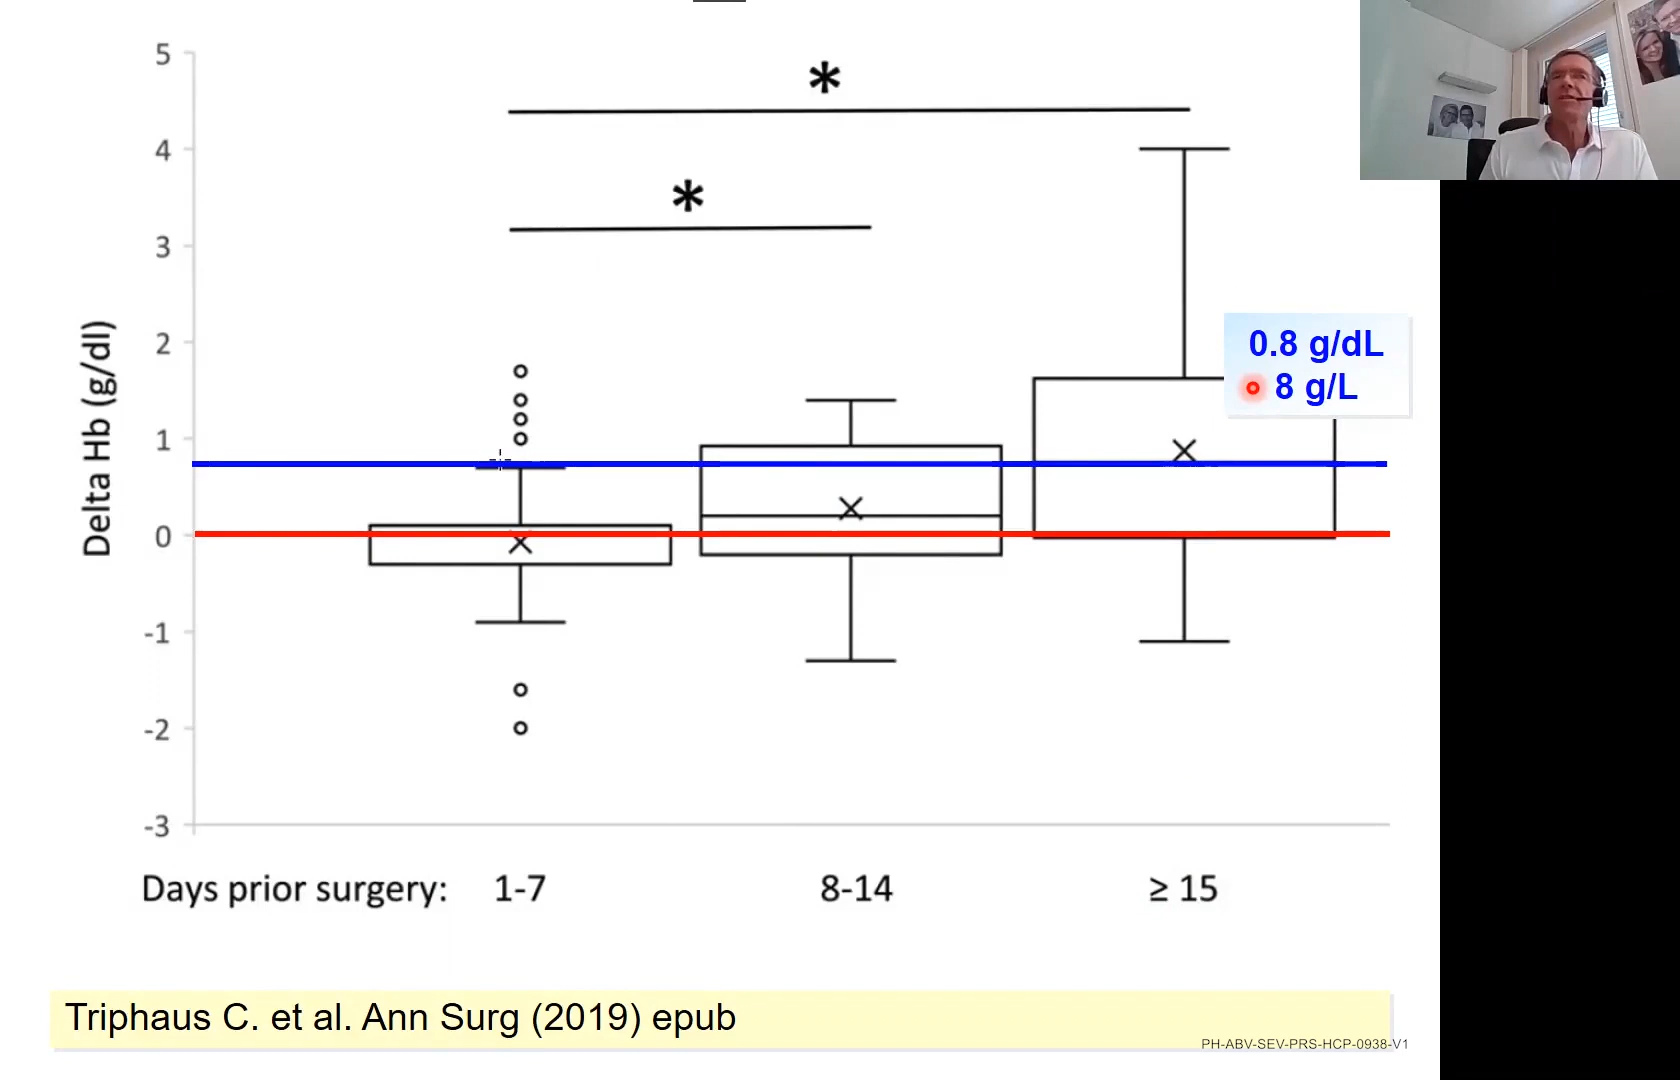 5
4
3
2
1
0
-1
-2
-3
Delta Hb (g/dl)
*
*
0.8 g/dL
8 g/L
Days prior surgery: 1-7 8-14 ≥ 15
Triphaus C. et al. Ann Surg (2019) epub
PH-ABV-SEV-PRS-HCP-0938-V1